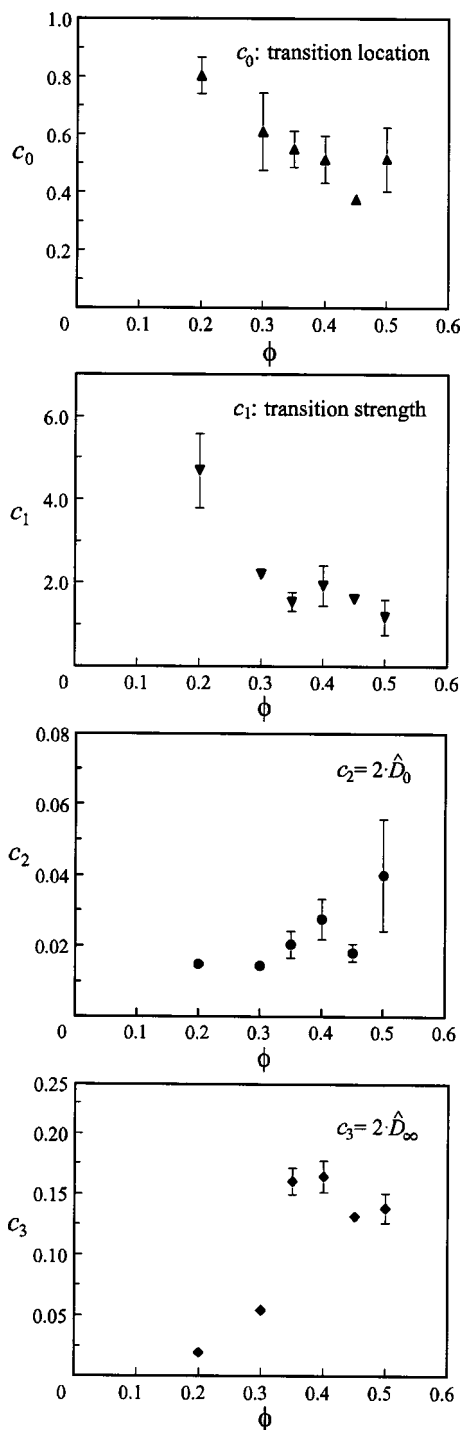 1.0
c₀: transition location
0.8
0.6
c₀
0.4
0.2
0 0.1 0.2 0.3 0.4 0.5 0.6
ϕ
c₁: transition strength
6.0
4.0
c₁
2.0
0 0.1 0.2 0.3 0.4 0.5 0.6
ϕ
0.08
c₂= 2·D̂₀
0.06
c₂
0.04
0.02
0 0.1 0.2 0.3 0.4 0.5 0.6
ϕ
0.25
c₃= 2·D̂∞
0.20
0.15
c₃
0.10
0.05
0 0.1 0.2 0.3 0.4 0.5 0.6
ϕ